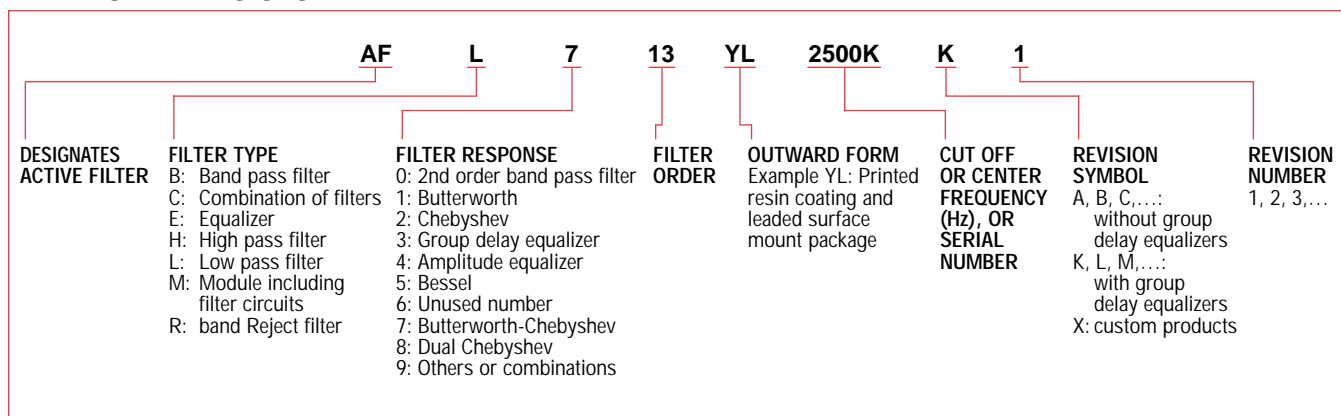 AF L 7 13 YL 2500K K 1
DESIGNATES
ACTIVE FILTER
FILTER TYPE
B: Band pass filter
C: Combination of filters
E: Equalizer
H: High pass filter
L: Low pass filter
M: Module including
filter circuits
R: band Reject filter
FILTER RESPONSE
0: 2nd order band pass filter
1: Butterworth
2: Chebyshev
3: Group delay equalizer
4: Amplitude equalizer
5: Bessel
6: Unused number
7: Butterworth-Chebyshev
8: Dual Chebyshev
9: Others or combinations
FILTER
ORDER
OUTWARD FORM
Example YL: Printed
resin coating and
leaded surface
mount package
CUT OFF
OR CENTER
FREQUENCY
(Hz), OR
SERIAL
NUMBER
REVISION
SYMBOL
A, B, C,...:
without group
delay equalizers
K, L, M,...:
with group
delay equalizers
X: custom products
REVISION
NUMBER
1, 2, 3,...